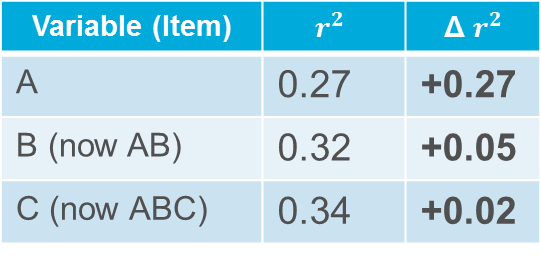 Variable (Item) r² Δ r²
A 0.27 +0.27
B (now AB) 0.32 +0.05
C (now ABC) 0.34 +0.02